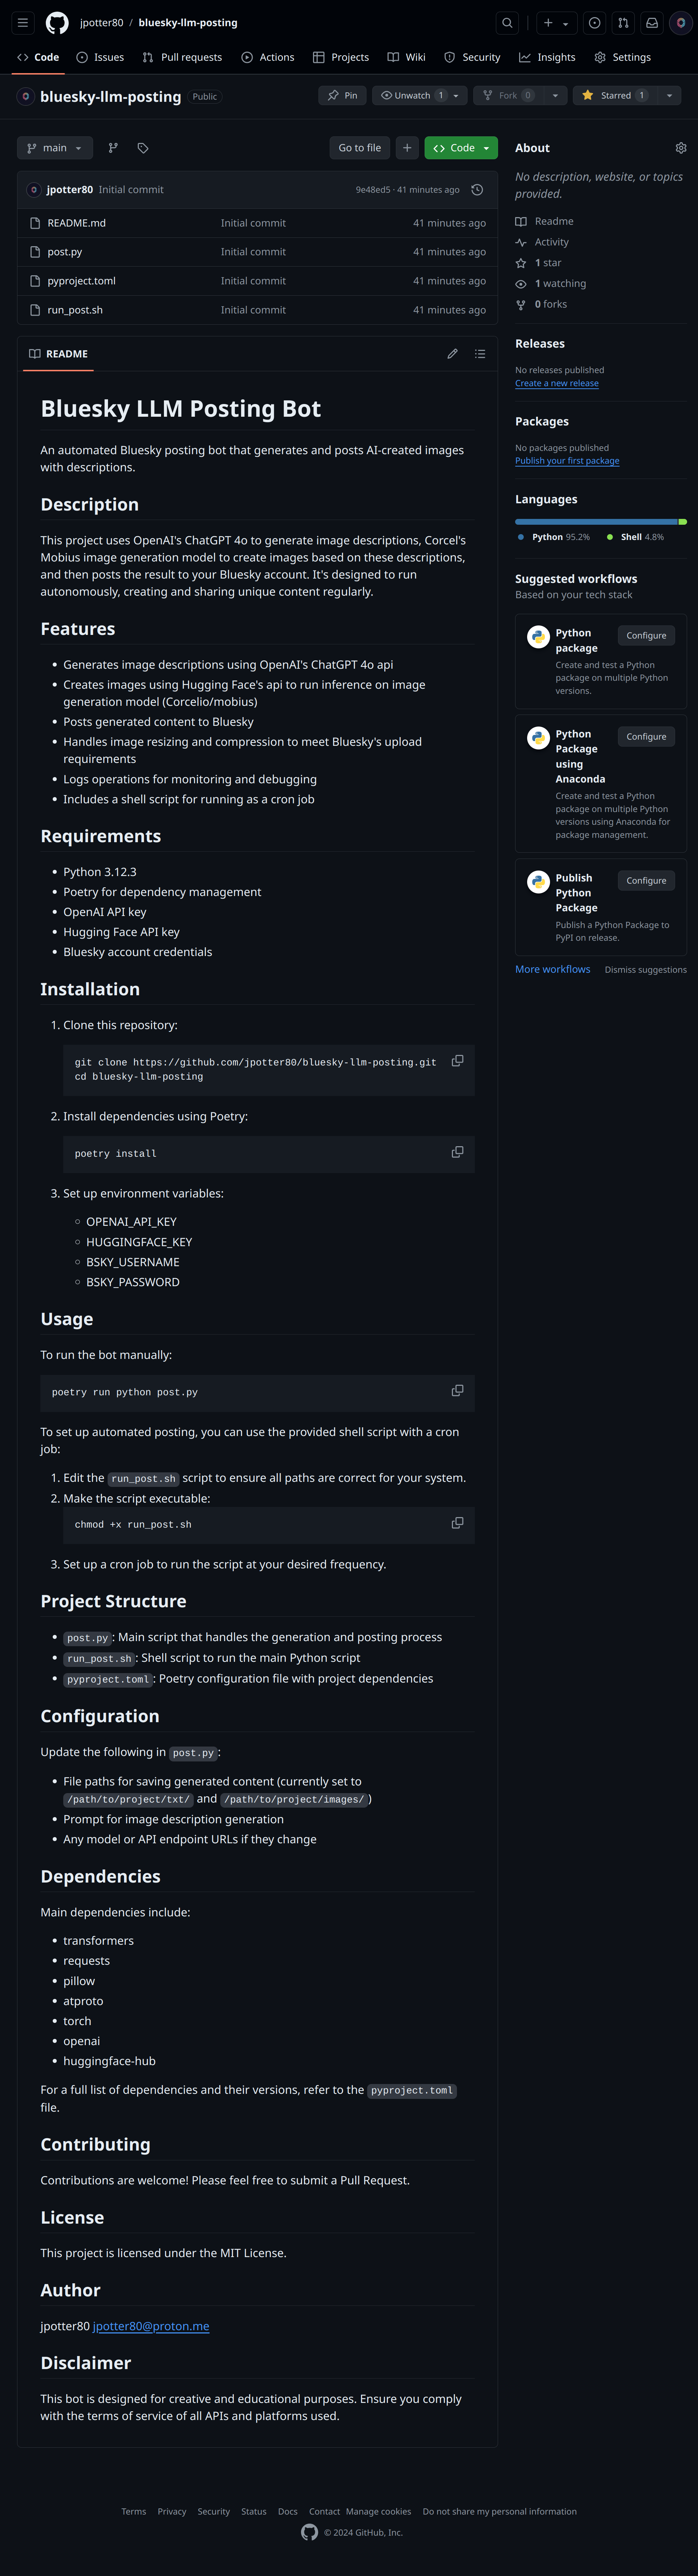 jpotter80 / bluesky-llm-posting
Code Issues Pull requests Actions Projects Wiki Security Insights Settings
bluesky-llm-posting Public
Pin Unwatch 1 Fork 0 Starred 1
main
Go to file
Code
jpotter80 Initial commit 9e48ed5 · 41 minutes ago
README.md Initial commit 41 minutes ago
post.py Initial commit 41 minutes ago
pyproject.toml Initial commit 41 minutes ago
run_post.sh Initial commit 41 minutes ago
README
Bluesky LLM Posting Bot
An automated Bluesky posting bot that generates and posts AI-created images
with descriptions.
Description
This project uses OpenAI's ChatGPT 4o to generate image descriptions, Corcel's
Mobius image generation model to create images based on these descriptions,
and then posts the result to your Bluesky account. It's designed to run
autonomously, creating and sharing unique content regularly.
Features
• Generates image descriptions using OpenAI's ChatGPT 4o api
• Creates images using Hugging Face's api to run inference on image
generation model (Corcelio/mobius)
• Posts generated content to Bluesky
• Handles image resizing and compression to meet Bluesky's upload
requirements
• Logs operations for monitoring and debugging
• Includes a shell script for running as a cron job
Requirements
• Python 3.12.3
• Poetry for dependency management
• OpenAI API key
• Hugging Face API key
• Bluesky account credentials
Installation
1. Clone this repository:
git clone https://github.com/jpotter80/bluesky-llm-posting.git
cd bluesky-llm-posting
2. Install dependencies using Poetry:
poetry install
3. Set up environment variables:
◦ OPENAI_API_KEY
◦ HUGGINGFACE_KEY
◦ BSKY_USERNAME
◦ BSKY_PASSWORD
Usage
To run the bot manually:
poetry run python post.py
To set up automated posting, you can use the provided shell script with a cron
job:
1. Edit the run_post.sh script to ensure all paths are correct for your system.
2. Make the script executable:
chmod +x run_post.sh
3. Set up a cron job to run the script at your desired frequency.
Project Structure
• post.py: Main script that handles the generation and posting process
• run_post.sh: Shell script to run the main Python script
• pyproject.toml: Poetry configuration file with project dependencies
Configuration
Update the following in post.py:
• File paths for saving generated content (currently set to
/path/to/project/txt/ and /path/to/project/images/)
• Prompt for image description generation
• Any model or API endpoint URLs if they change
Dependencies
Main dependencies include:
• transformers
• requests
• pillow
• atproto
• torch
• openai
• huggingface-hub
For a full list of dependencies and their versions, refer to the pyproject.toml
file.
Contributing
Contributions are welcome! Please feel free to submit a Pull Request.
License
This project is licensed under the MIT License.
Author
jpotter80 jpotter80@proton.me
Disclaimer
This bot is designed for creative and educational purposes. Ensure you comply
with the terms of service of all APIs and platforms used.
About
No description, website, or topics
provided.
Readme
Activity
1 star
1 watching
0 forks
Releases
No releases published
Create a new release
Packages
No packages published
Publish your first package
Languages
Python 95.2% Shell 4.8%
Suggested workflows
Based on your tech stack
Python
package
Configure
Create and test a Python
package on multiple Python
versions.
Python
Package
using
Anaconda
Configure
Create and test a Python
package on multiple Python
versions using Anaconda for
package management.
Publish
Python
Package
Configure
Publish a Python Package to
PyPI on release.
More workflows Dismiss suggestions
Terms Privacy Security Status Docs Contact Manage cookies Do not share my personal information
© 2024 GitHub, Inc.